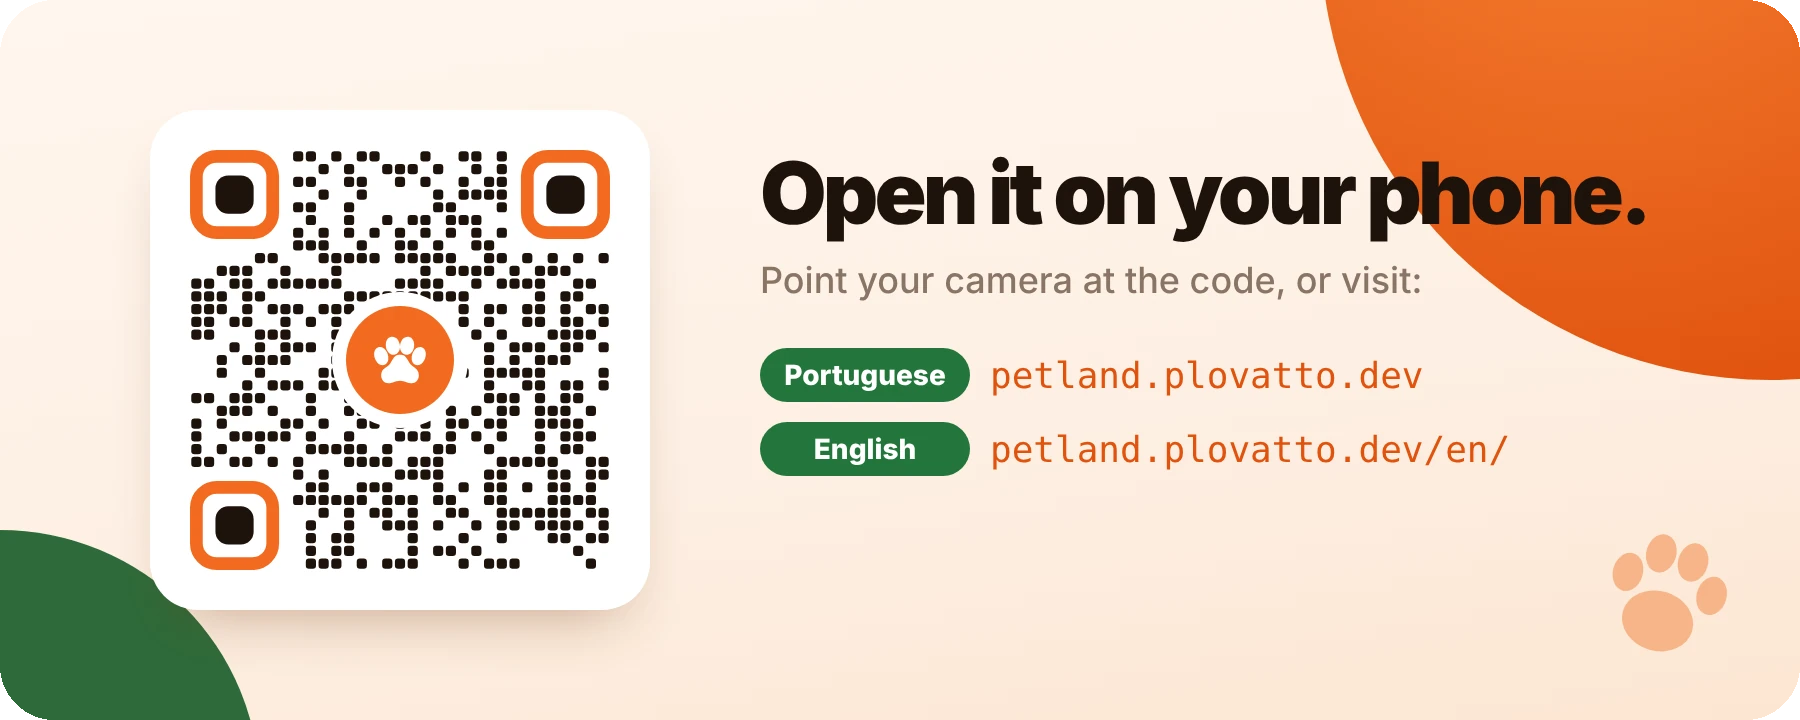 Open it on your phone.
Point your camera at the code, or visit:
Portuguese petland.plovatto.dev
English petland.plovatto.dev/en/